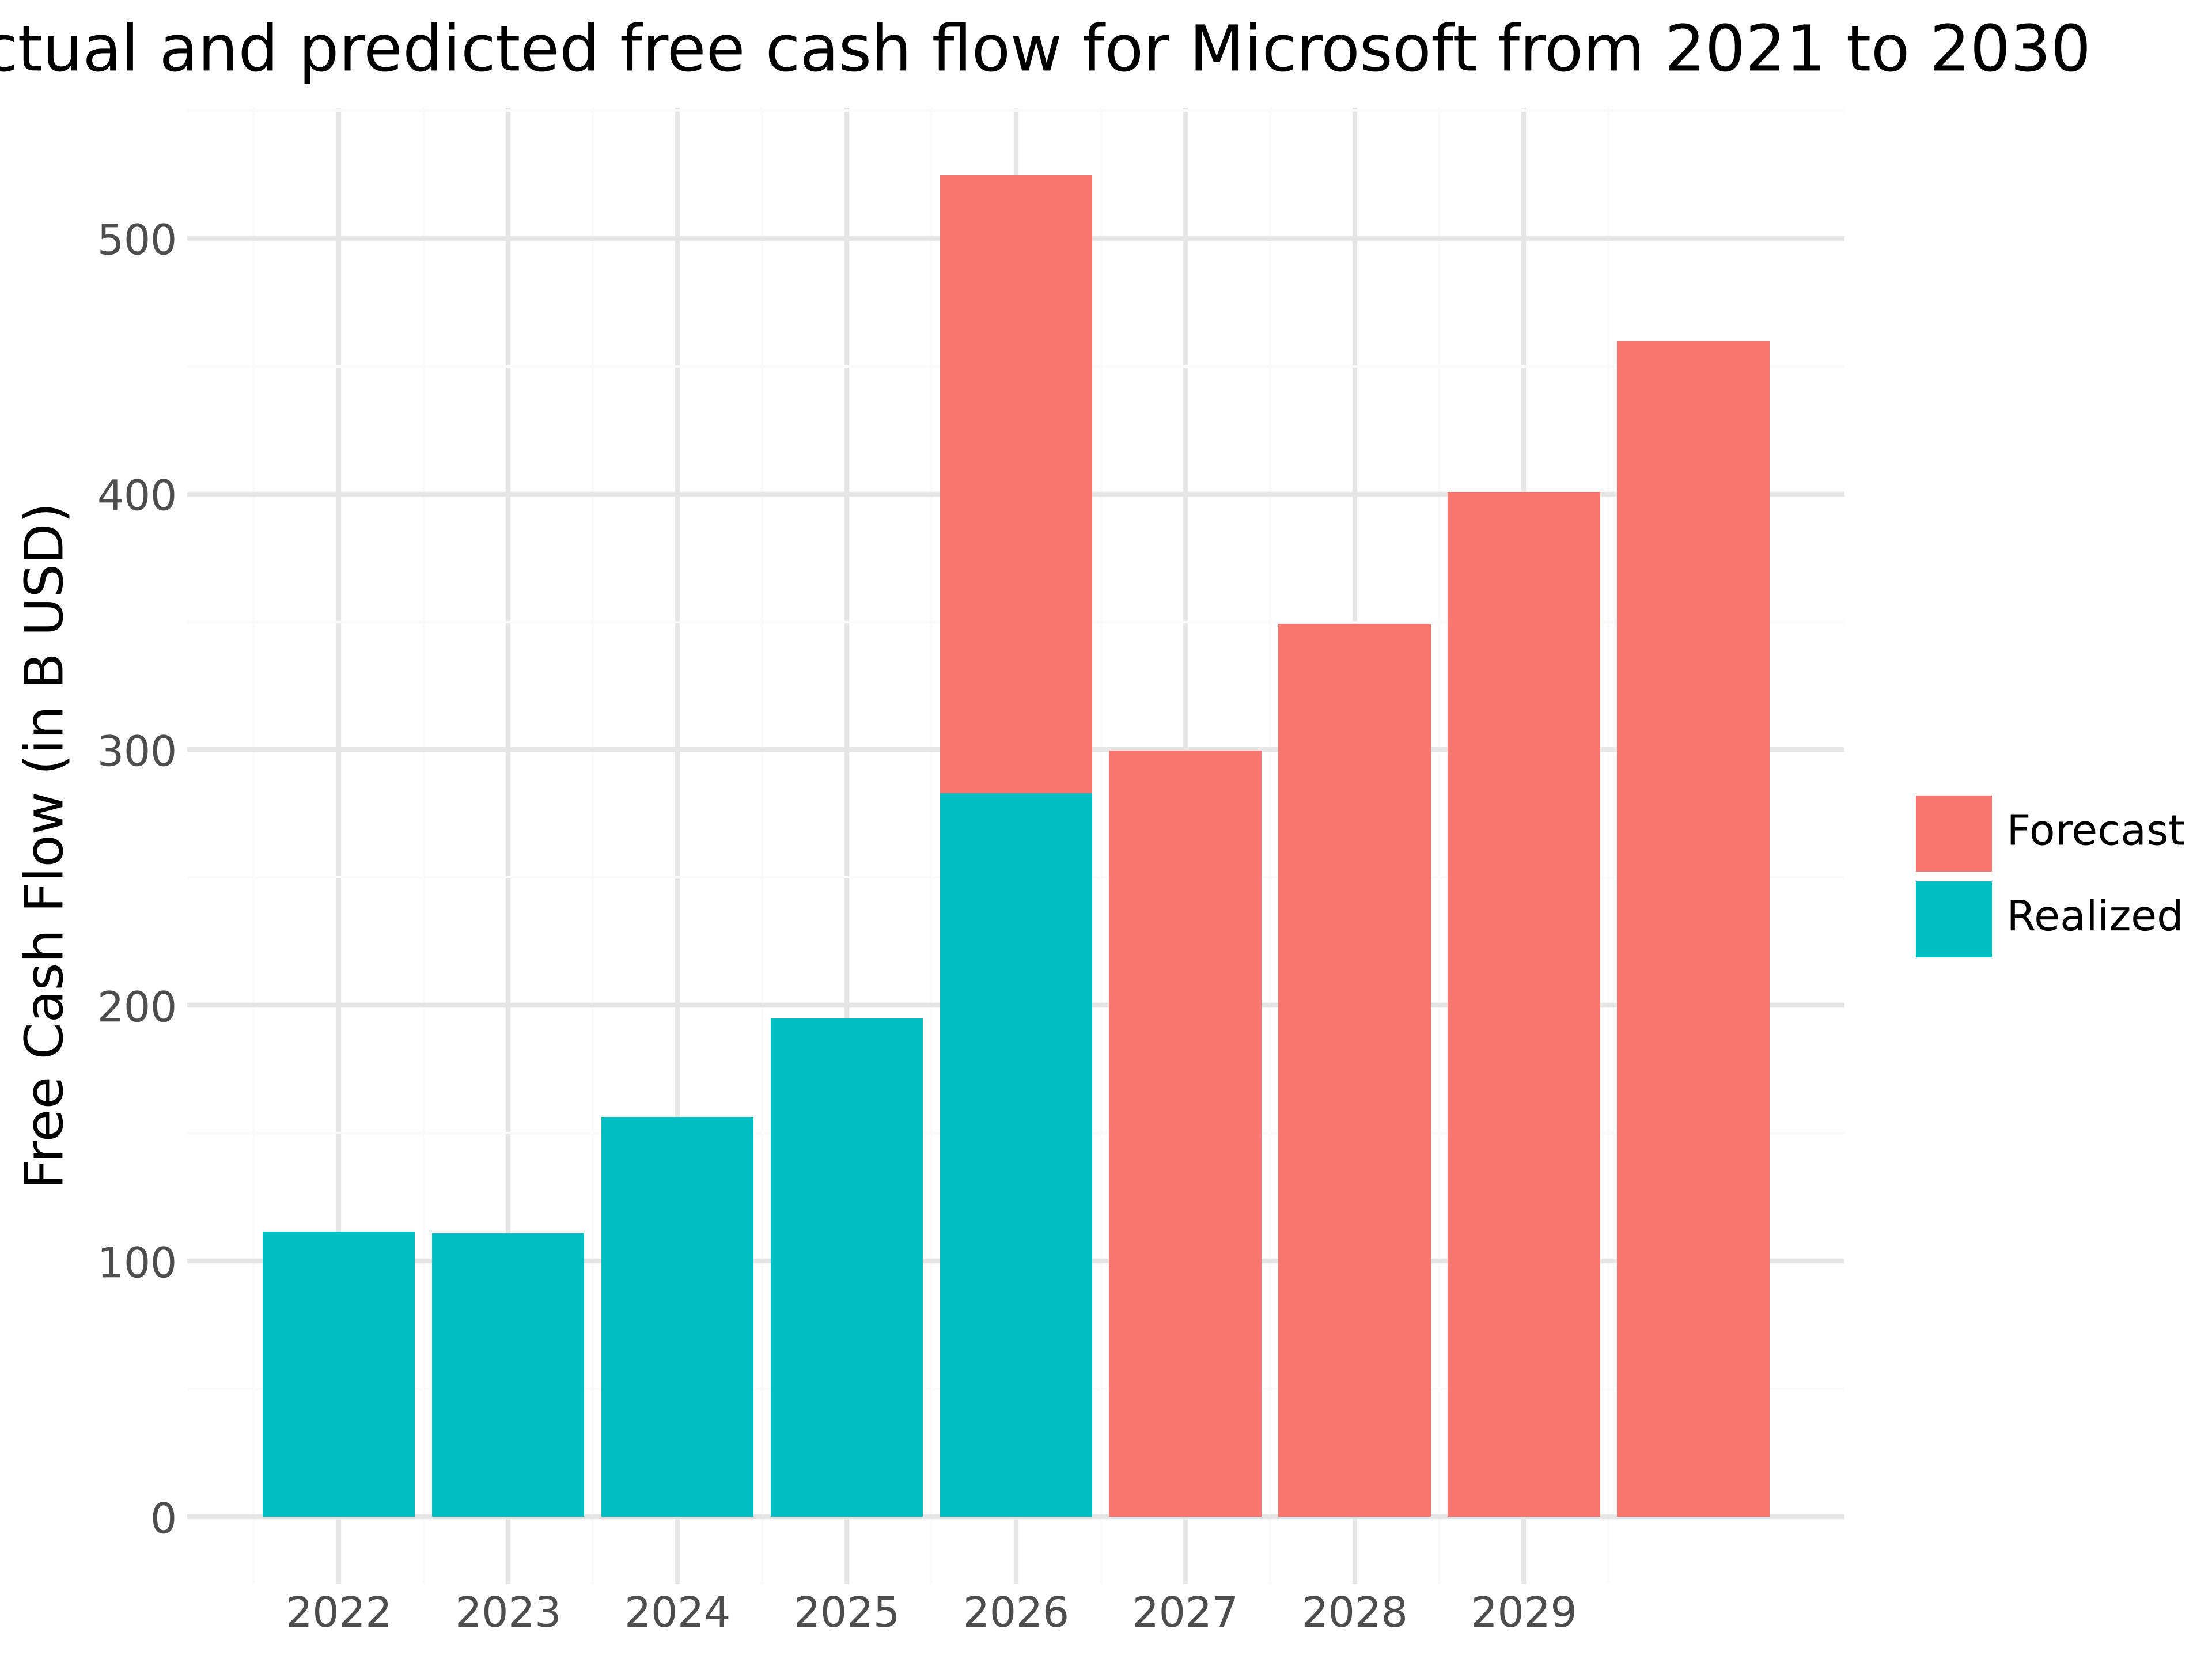 ctual and predicted free cash flow for Microsoft from 2021 to 2030
Free Cash Flow (in B USD)
500
400
300
200
100
0
2022 2023 2024 2025 2026 2027 2028 2029
Forecast
Realized